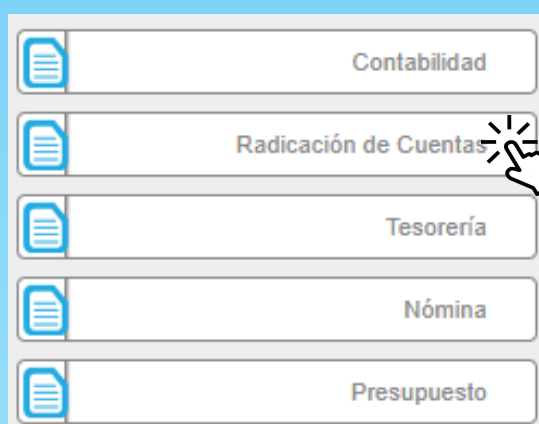 Contabilidad
Radicación de Cuentas
Tesorería
Nómina
Presupuesto